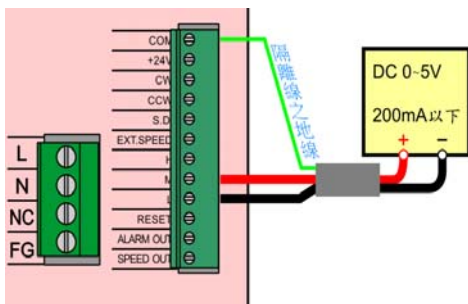 COM
+24V
CW
CCW
S.D
EXT.SPEED
H
M
L
RESET
ALARM OUT
SPEED OUT
L
N
NC
FG
隔離線之地線
DC 0~5V
200mA以下
+ −